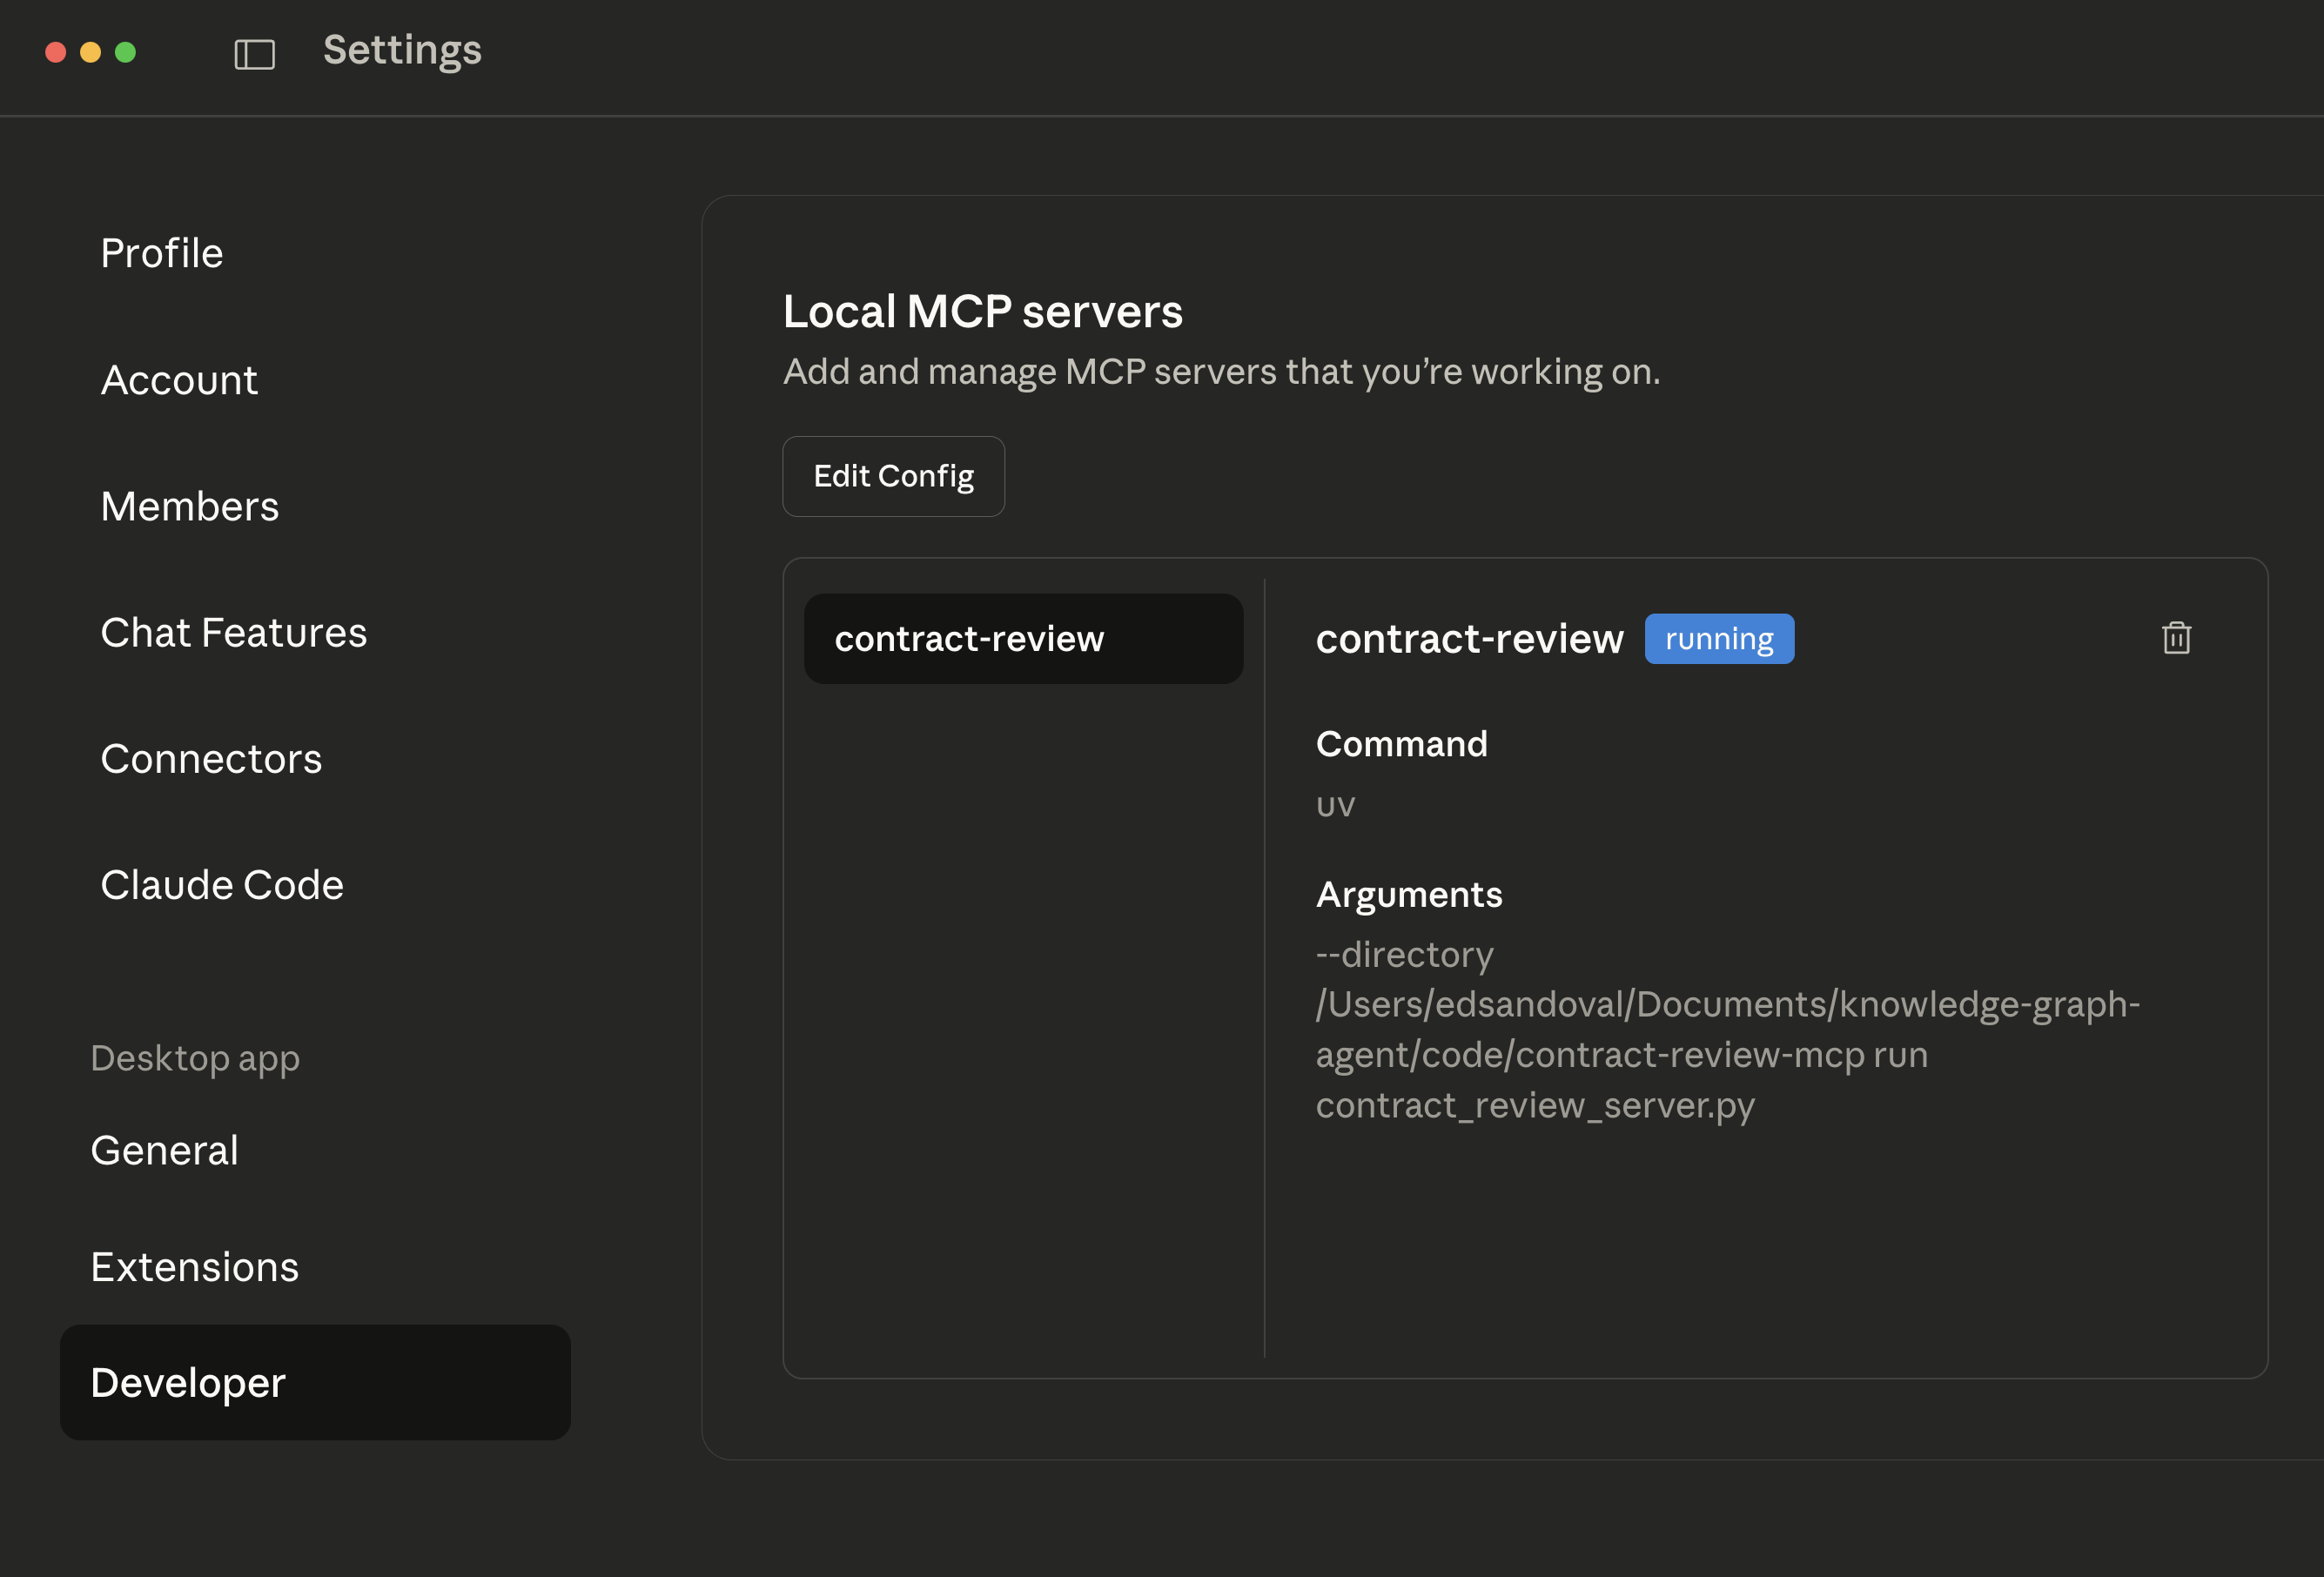 Settings
Profile
Account
Members
Chat Features
Connectors
Claude Code
Desktop app
General
Extensions
Developer
Local MCP servers
Add and manage MCP servers that you’re working on.
Edit Config
contract-review
contract-review running
Command
uv
Arguments
--directory
/Users/edsandoval/Documents/knowledge-graph-
agent/code/contract-review-mcp run
contract_review_server.py